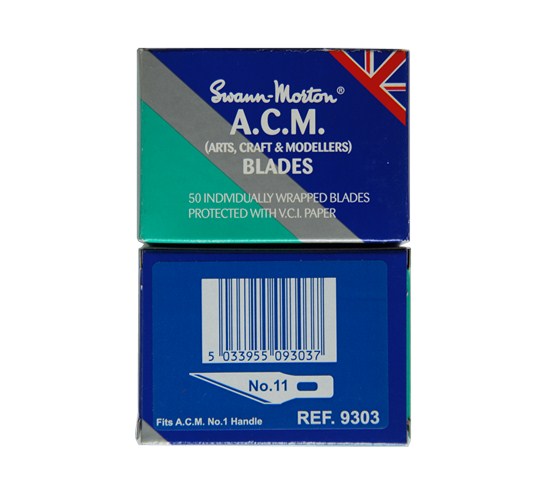 Swann-Morton®
A.C.M.
(ARTS, CRAFT & MODELLERS)
BLADES
50 INDIVIDUALLY WRAPPED BLADES
PROTECTED WITH V.C.I. PAPER
5 033955 093037
No.11
Fits A.C.M. No.1 Handle
REF. 9303